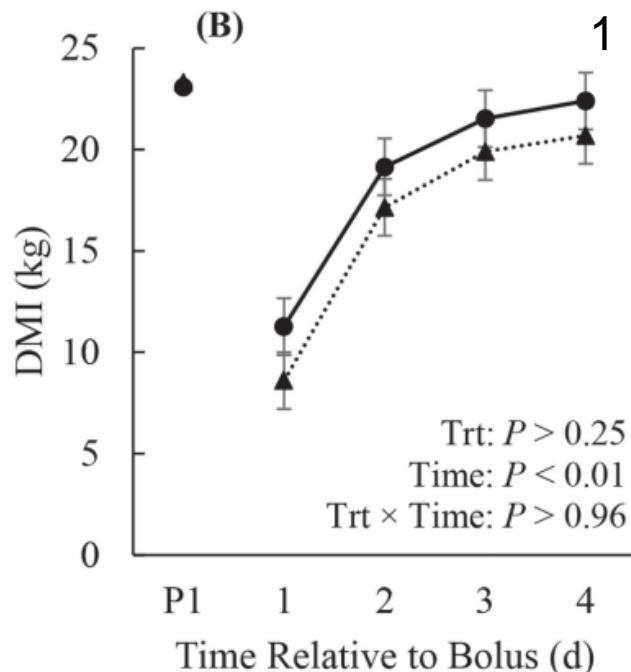 (B)
1
25
20
15
10
5
0
DMI (kg)
Trt: P > 0.25
Time: P < 0.01
Trt × Time: P > 0.96
P1 1 2 3 4
Time Relative to Bolus (d)